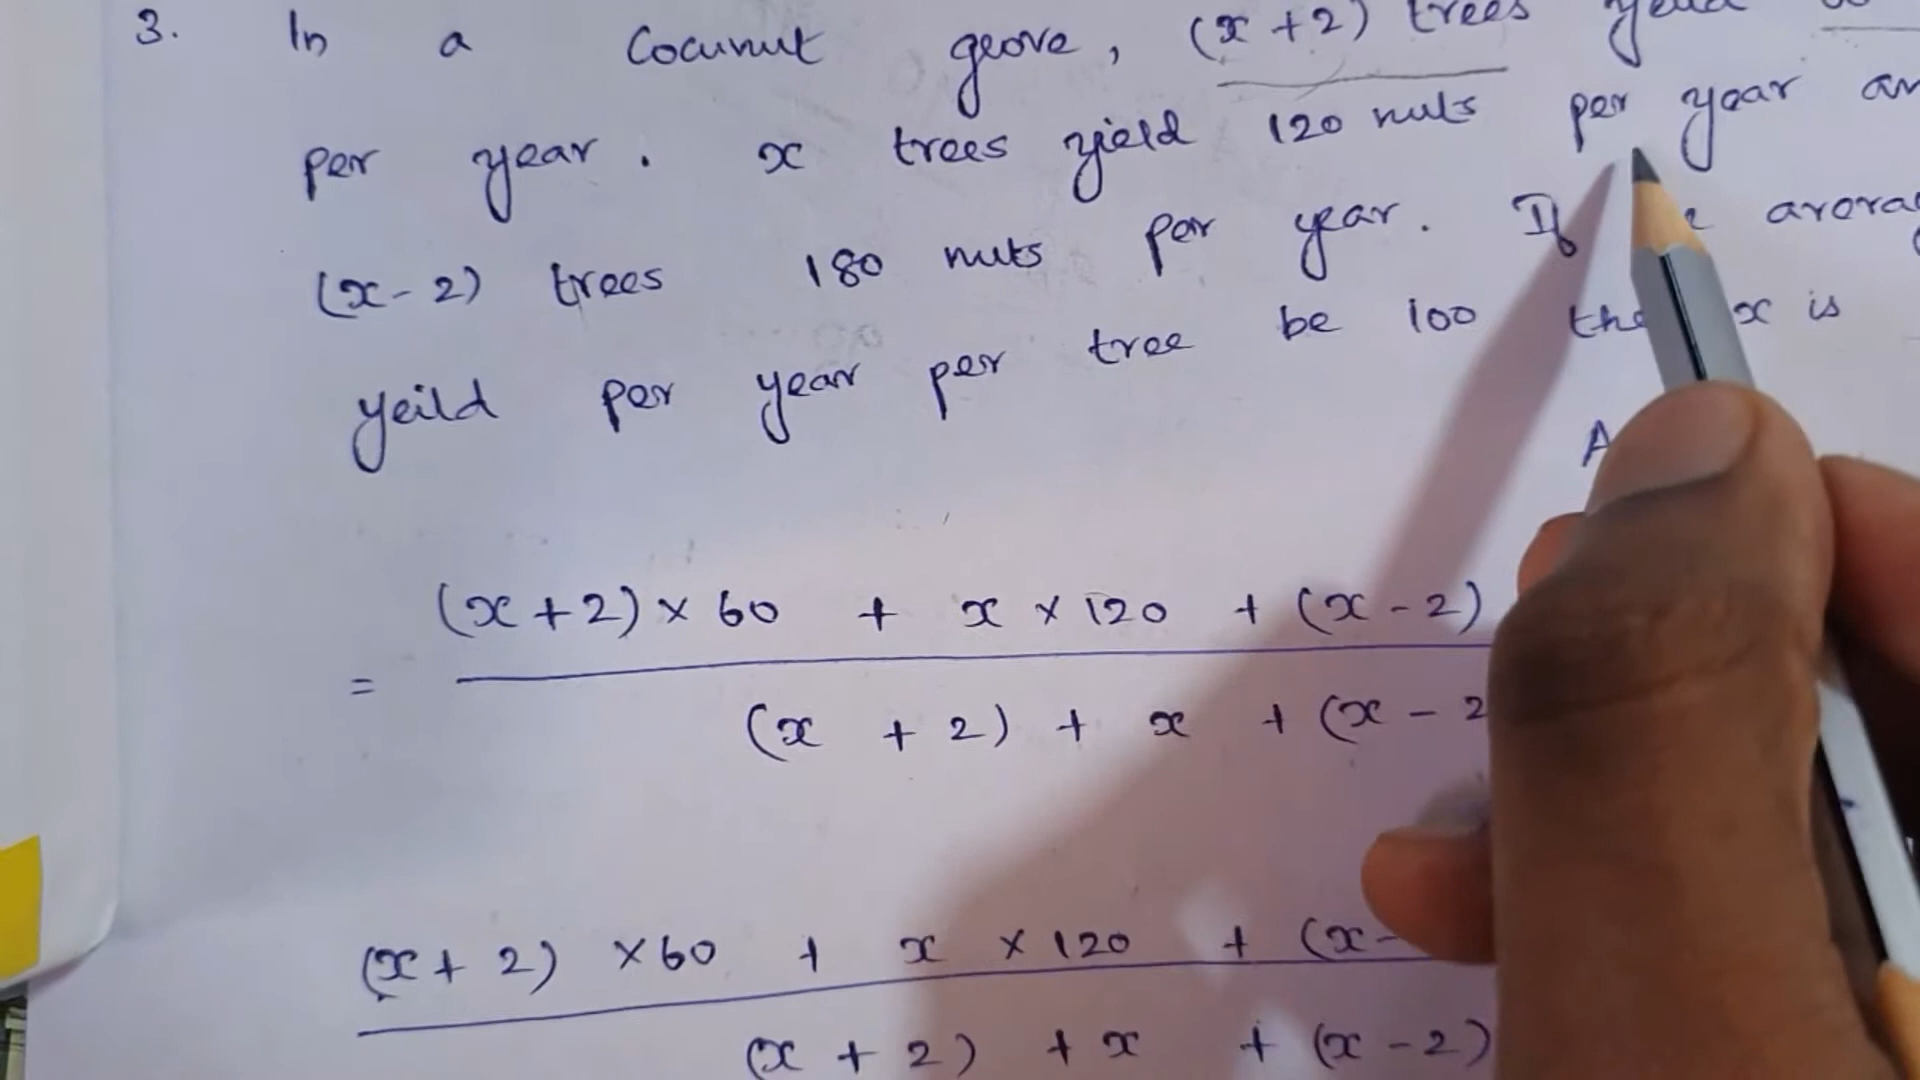 3. In a Cocunut grove, (x + 2) trees yeild
per year. x trees yield 120 nuts per year
(x - 2) trees 180 nuts per year. If
yeild per year per tree be 100 x is
= (x + 2) × 60 + x × 120 + (x - 2)
(x + 2) + x + (x - 2
(x + 2) × 60 + x × 120 + (x -
(x + 2) + x + (x - 2)